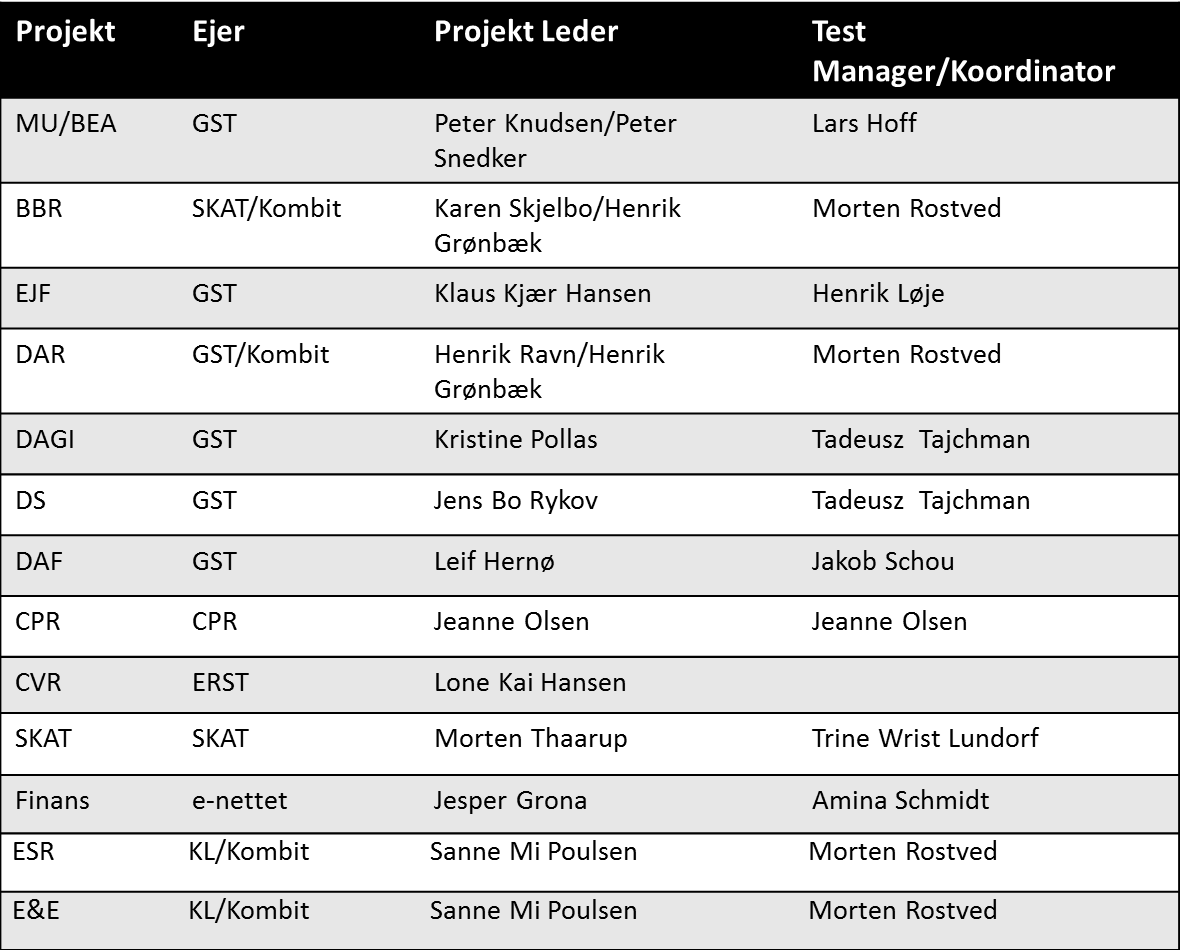 Projekt Ejer Projekt Leder Test
Manager/Koordinator
MU/BEA GST Peter Knudsen/Peter Lars Hoff
Snedker
BBR SKAT/Kombit Karen Skjelbo/Henrik Morten Rostved
Grønbæk
EJF GST Klaus Kjær Hansen Henrik Løje
DAR GST/Kombit Henrik Ravn/Henrik Morten Rostved
Grønbæk
DAGI GST Kristine Pollas Tadeusz Tajchman
DS GST Jens Bo Rykov Tadeusz Tajchman
DAF GST Leif Hernø Jakob Schou
CPR CPR Jeanne Olsen Jeanne Olsen
CVR ERST Lone Kai Hansen
SKAT SKAT Morten Thaarup Trine Wrist Lundorf
Finans e-nettet Jesper Grona Amina Schmidt
ESR KL/Kombit Sanne Mi Poulsen Morten Rostved
E&E KL/Kombit Sanne Mi Poulsen Morten Rostved